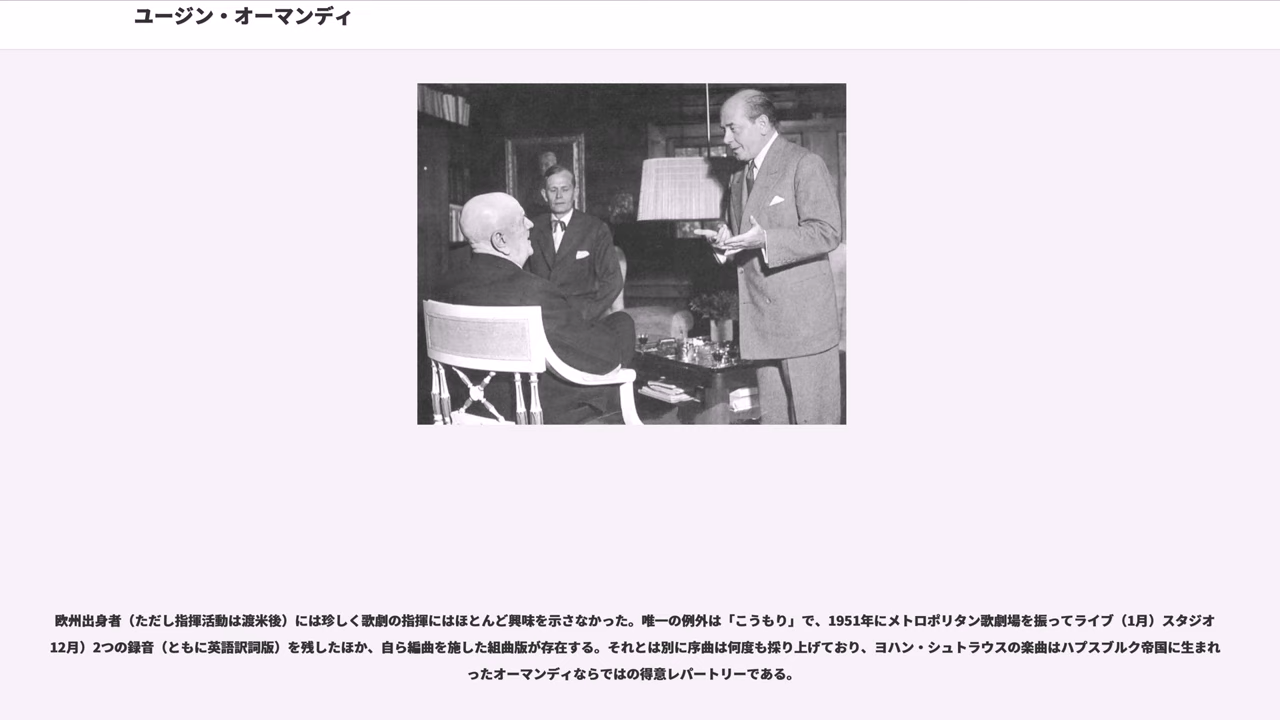 ユージン・オーマンディ
欧州出身者（ただし指揮活動は渡米後）には珍しく歌劇の指揮にはほとんど興味を示さなかった。唯一の例外は「こうもり」で、1951年にメトロポリタン歌劇場を振ってライブ（1月）スタジオ
12月）2つの録音（ともに英語訳詞版）を残したほか、自ら編曲を施した組曲版が存在する。それとは別に序曲は何度も採り上げており、ヨハン・シュトラウスの楽曲はハプスブルク帝国に生まれ
ったオーマンディならではの得意レパートリーである。